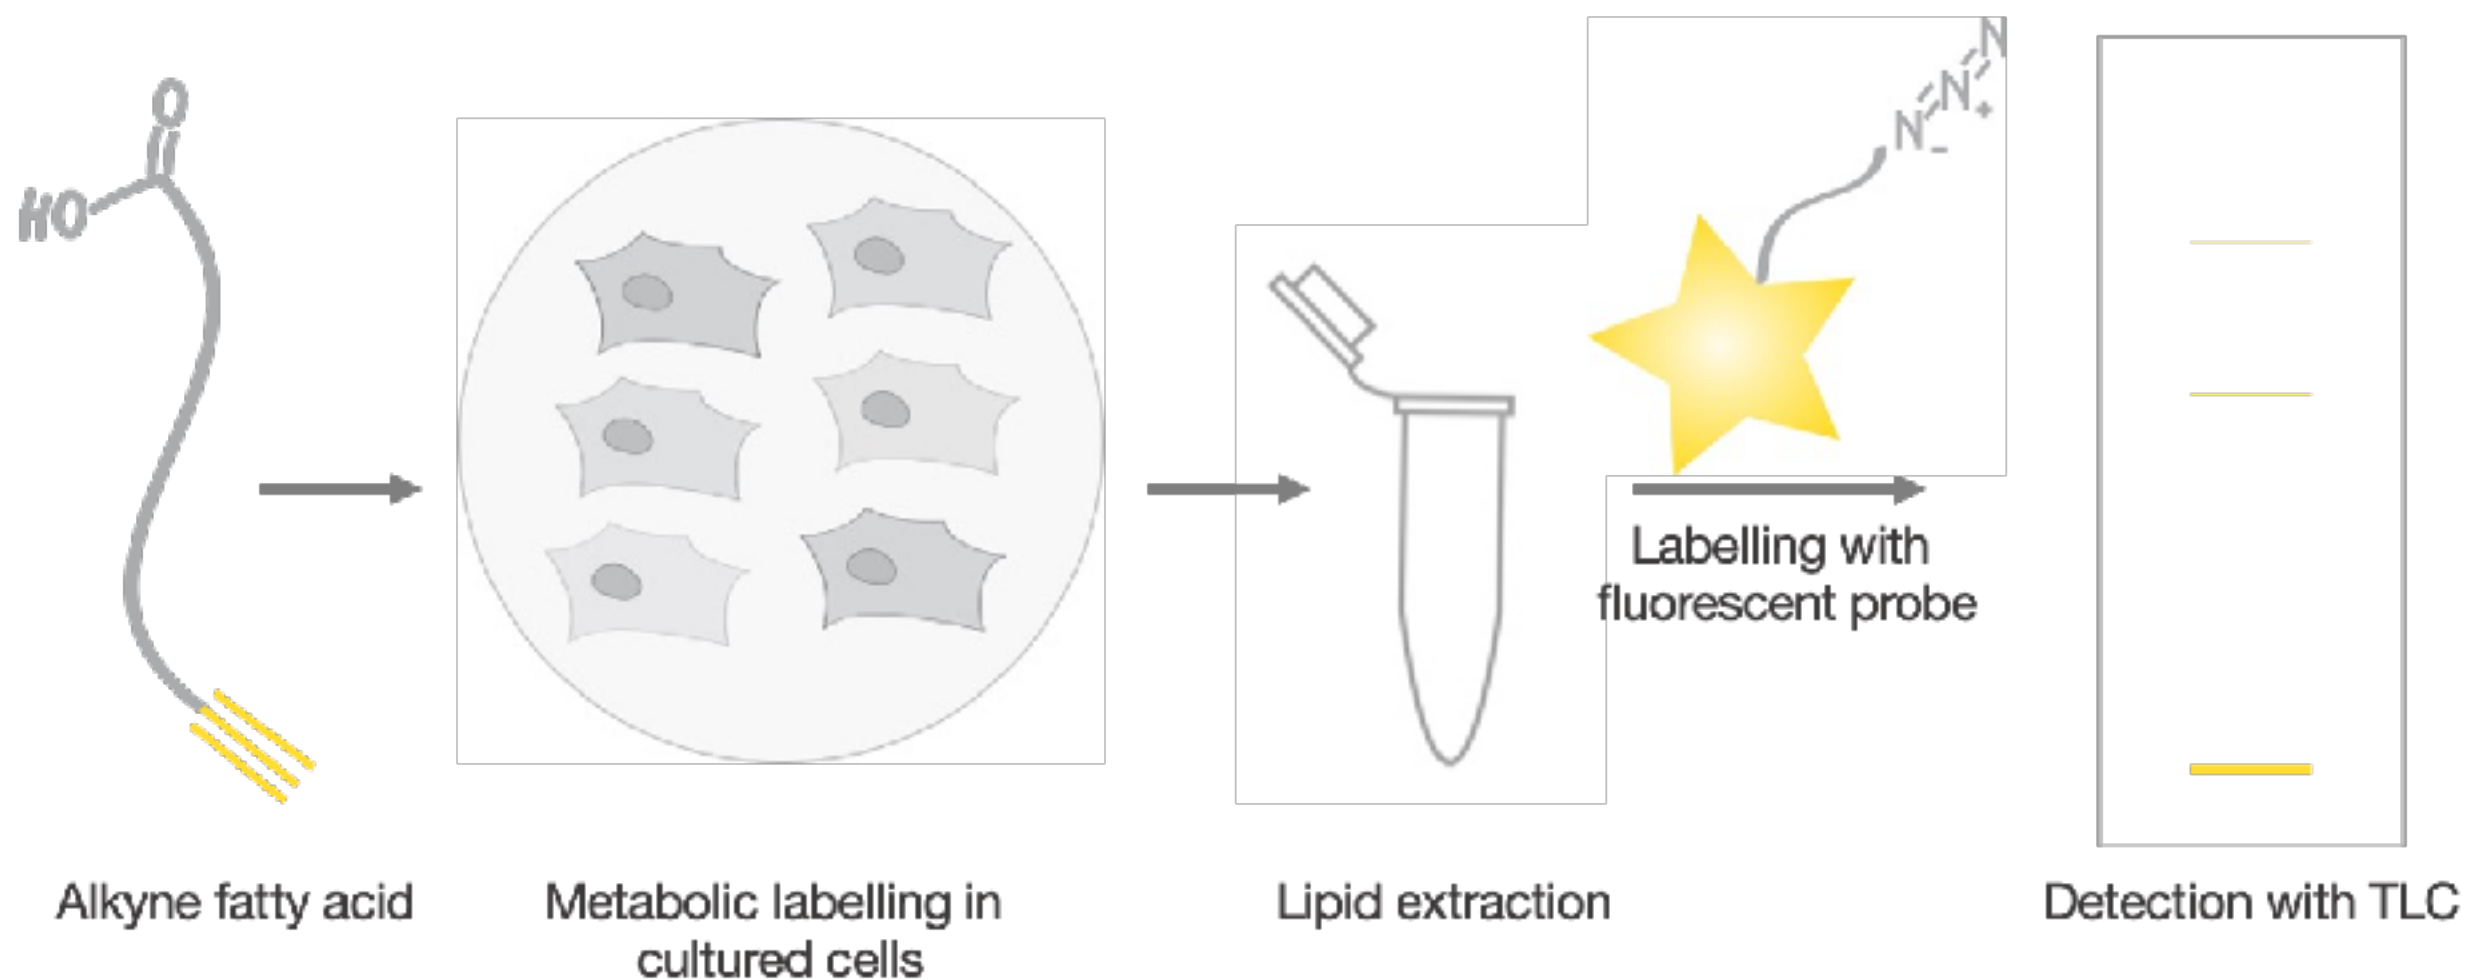 O
HO
N
N
+
N
−
Labelling with
fluorescent probe
Alkyne fatty acid
Metabolic labelling in
cultured cells
Lipid extraction
Detection with TLC